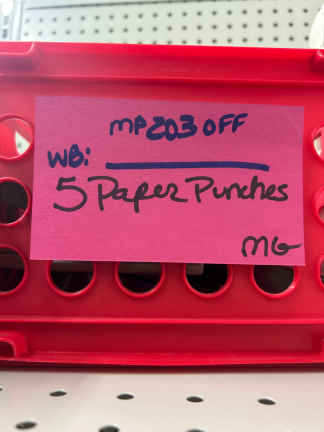 MP203 OFF
WB:
5 Paper Punches
MG